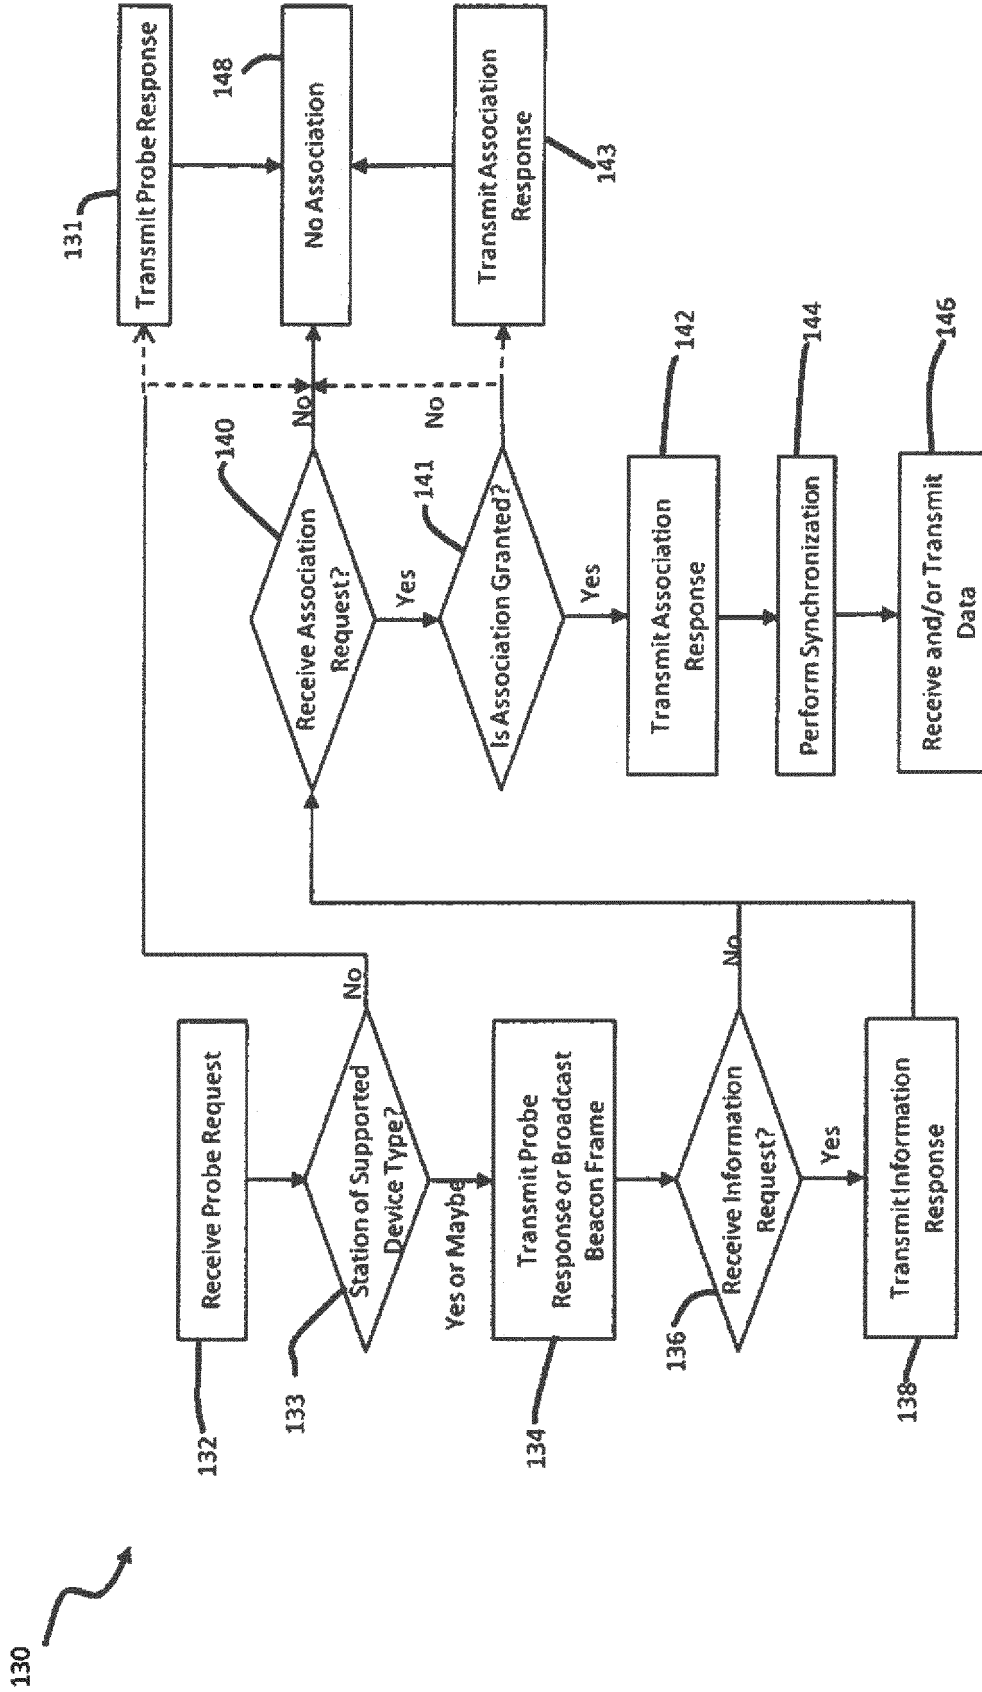 130
132
Receive Probe Request
133
Station of Supported
Device Type?
No
Yes or Maybe
134
Transmit Probe
Response or Broadcast
Beacon Frame
136
Receive Information
Request?
No
Yes
138
Transmit Information
Response
131
Transmit Probe Response
140
Receive Association
Request?
No
Yes
148
No Association
141
Is Association Granted?
No
Yes
Transmit Association
Response
143
Transmit Association
Response
142
Perform Synchronization
144
Receive and/or Transmit
Data
146